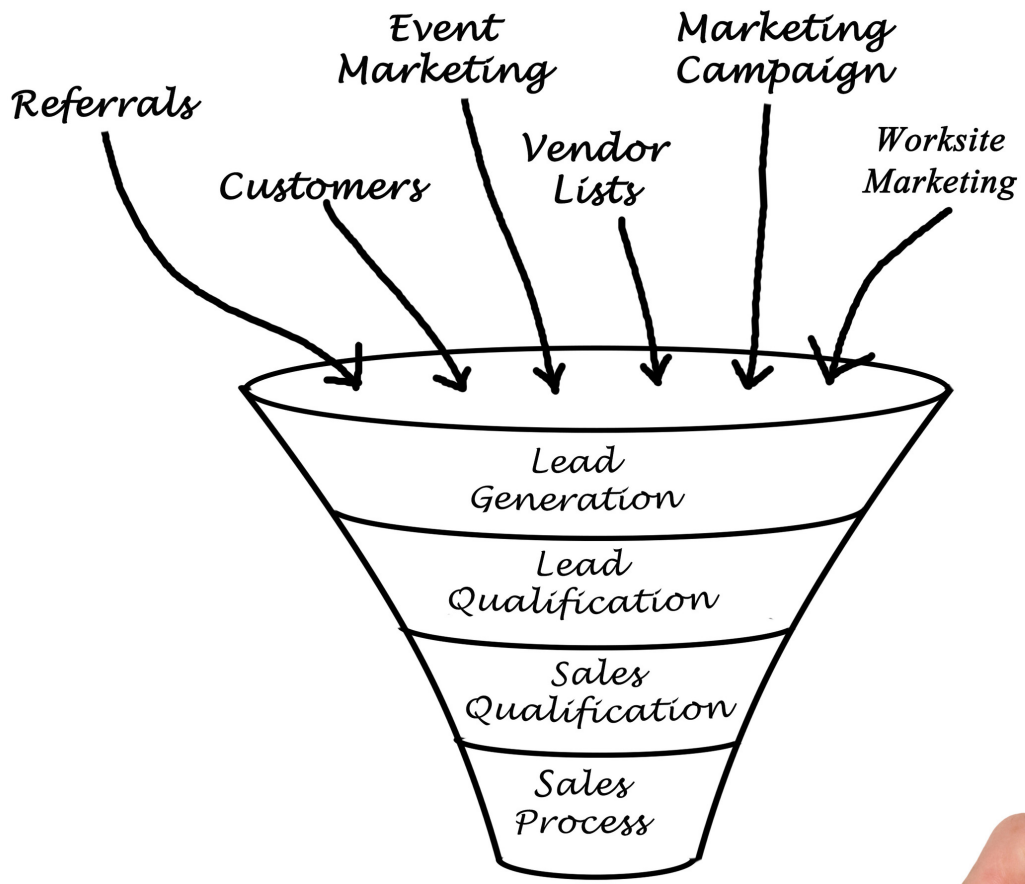 Event
Marketing
Marketing
Campaign
Referrals
Customers
Vendor
Lists
Worksite
Marketing
Lead
Generation
Lead
Qualification
Sales
Qualification
Sales
Process